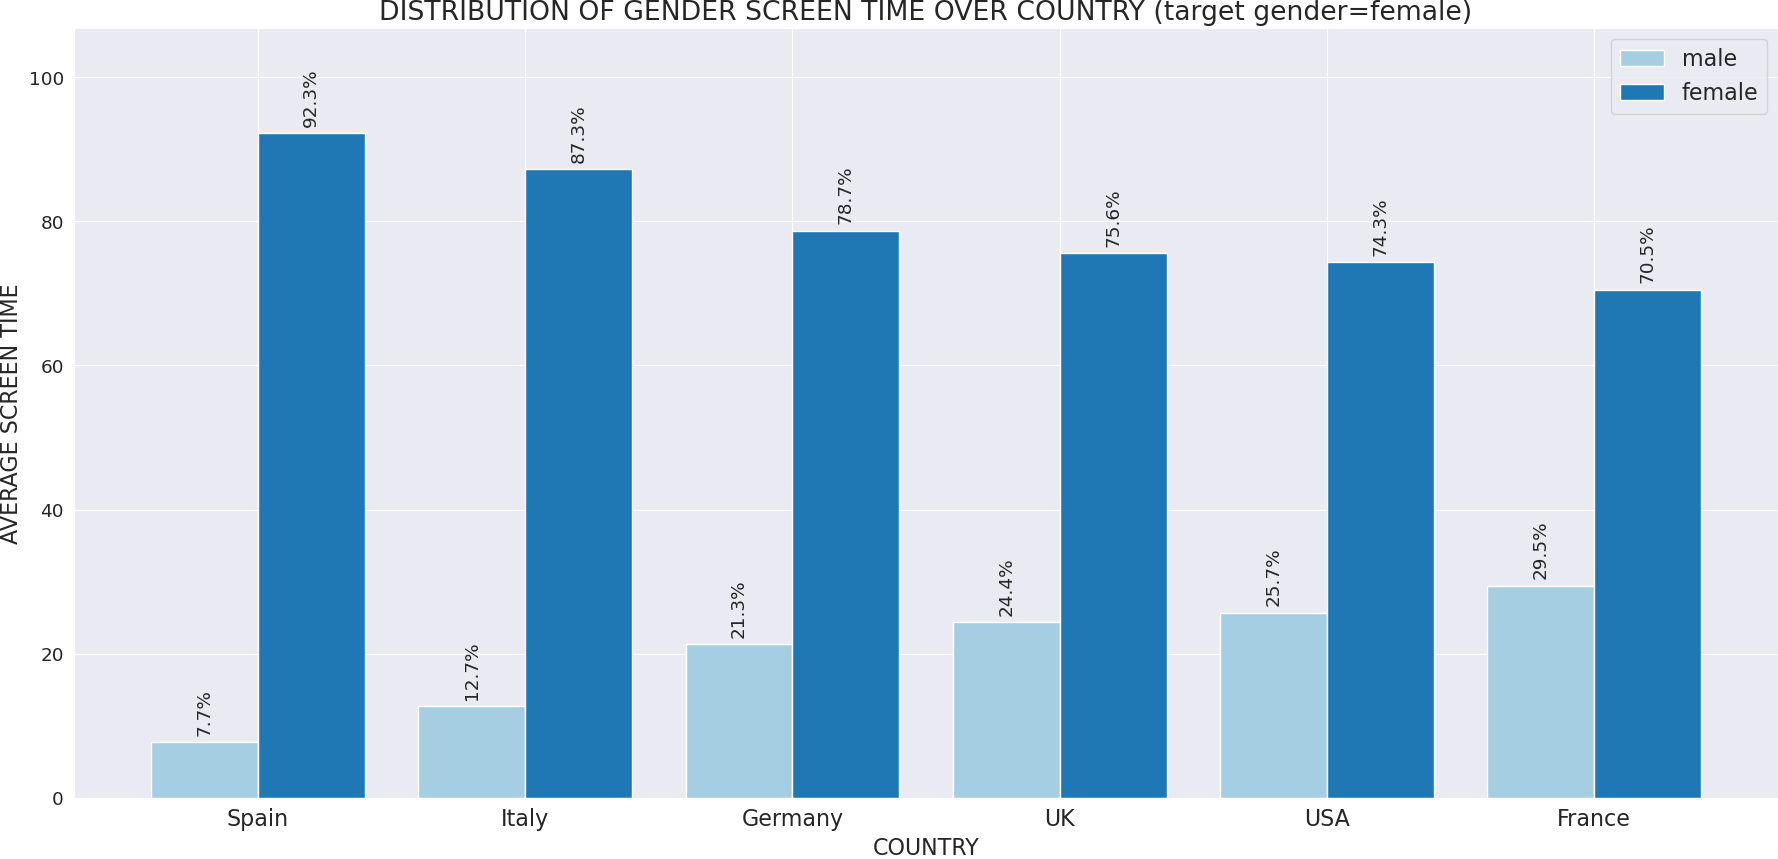 DISTRIBUTION OF GENDER SCREEN TIME OVER COUNTRY (target gender=female)
male
female
AVERAGE SCREEN TIME
100
80
60
40
20
0
7.7%
92.3%
12.7%
87.3%
21.3%
78.7%
24.4%
75.6%
25.7%
74.3%
29.5%
70.5%
Spain
Italy
Germany
UK
USA
France
COUNTRY